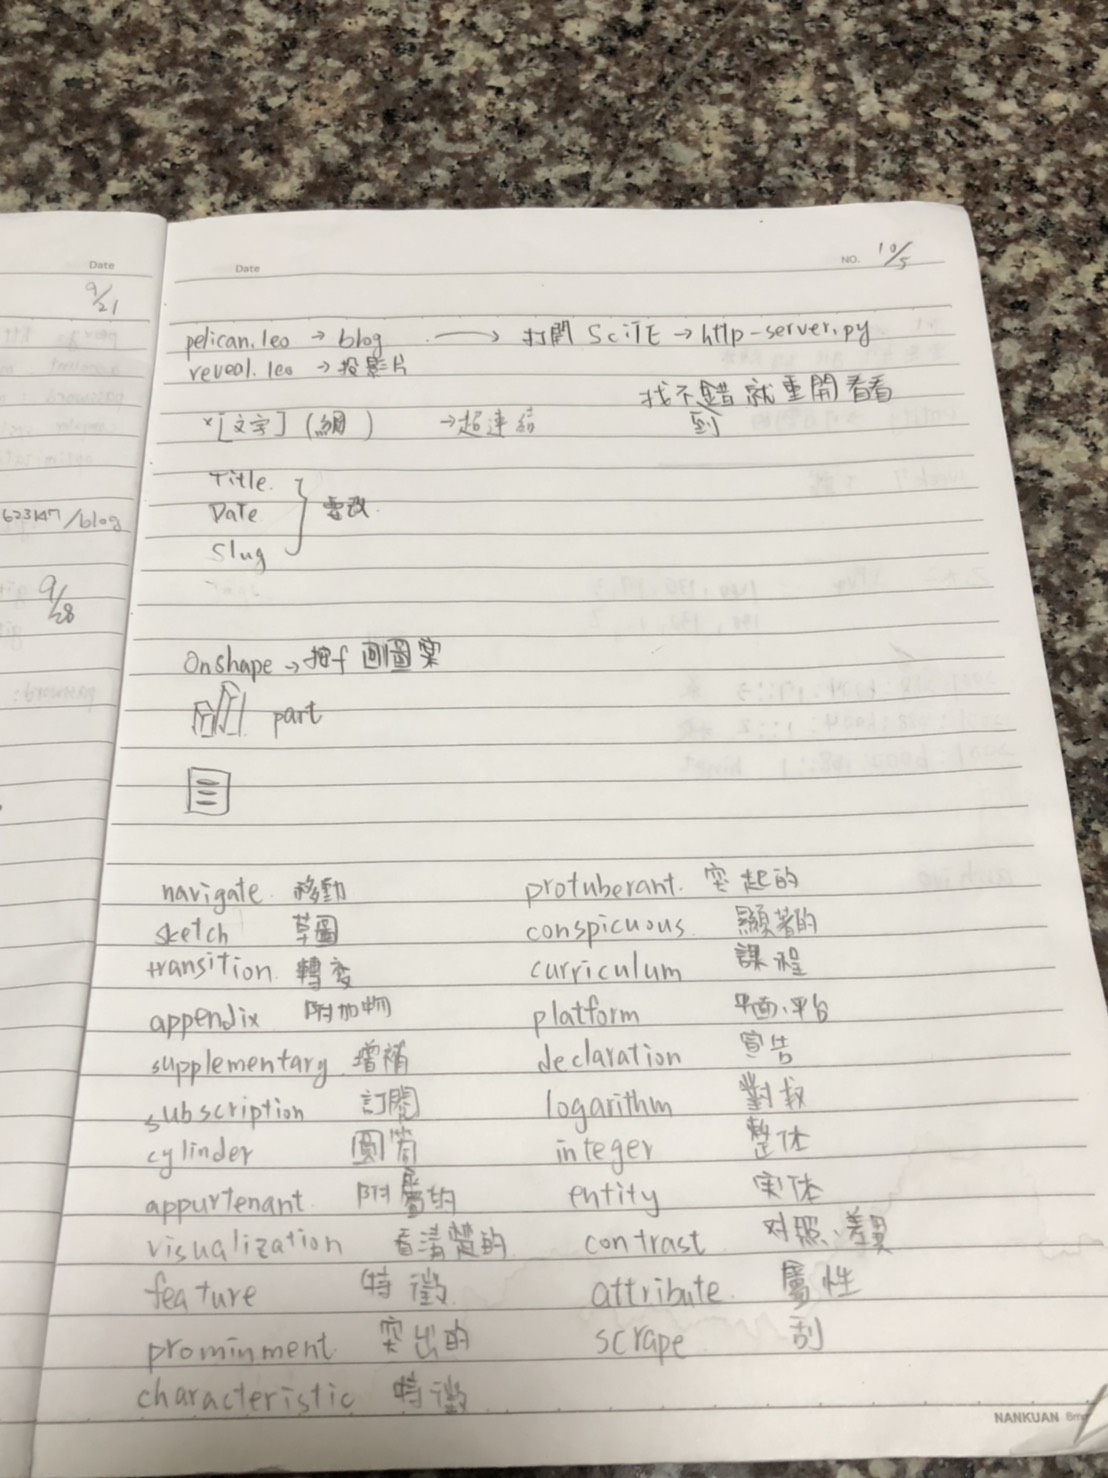 Date
9/21
623147/blog
9/28
Date
NO. 10/5
pelican.leo → blog → 打開 SciTE → http-server.py
reveal.leo → 投影片
找不錯就重開看看
到
*[文字](網 ) → 超連結
Title
Date
Slug
要改
Onshape → 按f 画圖案
part
navigate 移動 protuberant 突起的
sketch 草圖 conspicuous 顯著的
transition 轉变 curriculum 課程
appendix 附加物 platform 平面、平台
supplementary 增補 declaration 宣告
subscription 訂閱 logarithm 對数
cylinder 圓筒 integer 整体
appurtenant 附屬的 entity 实体
visualization 看清楚的 contrast 対照、差異
feature 特徵 attribute 屬性
prominment 突出的 scrape 刮
characteristic 特徵
NANKUAN